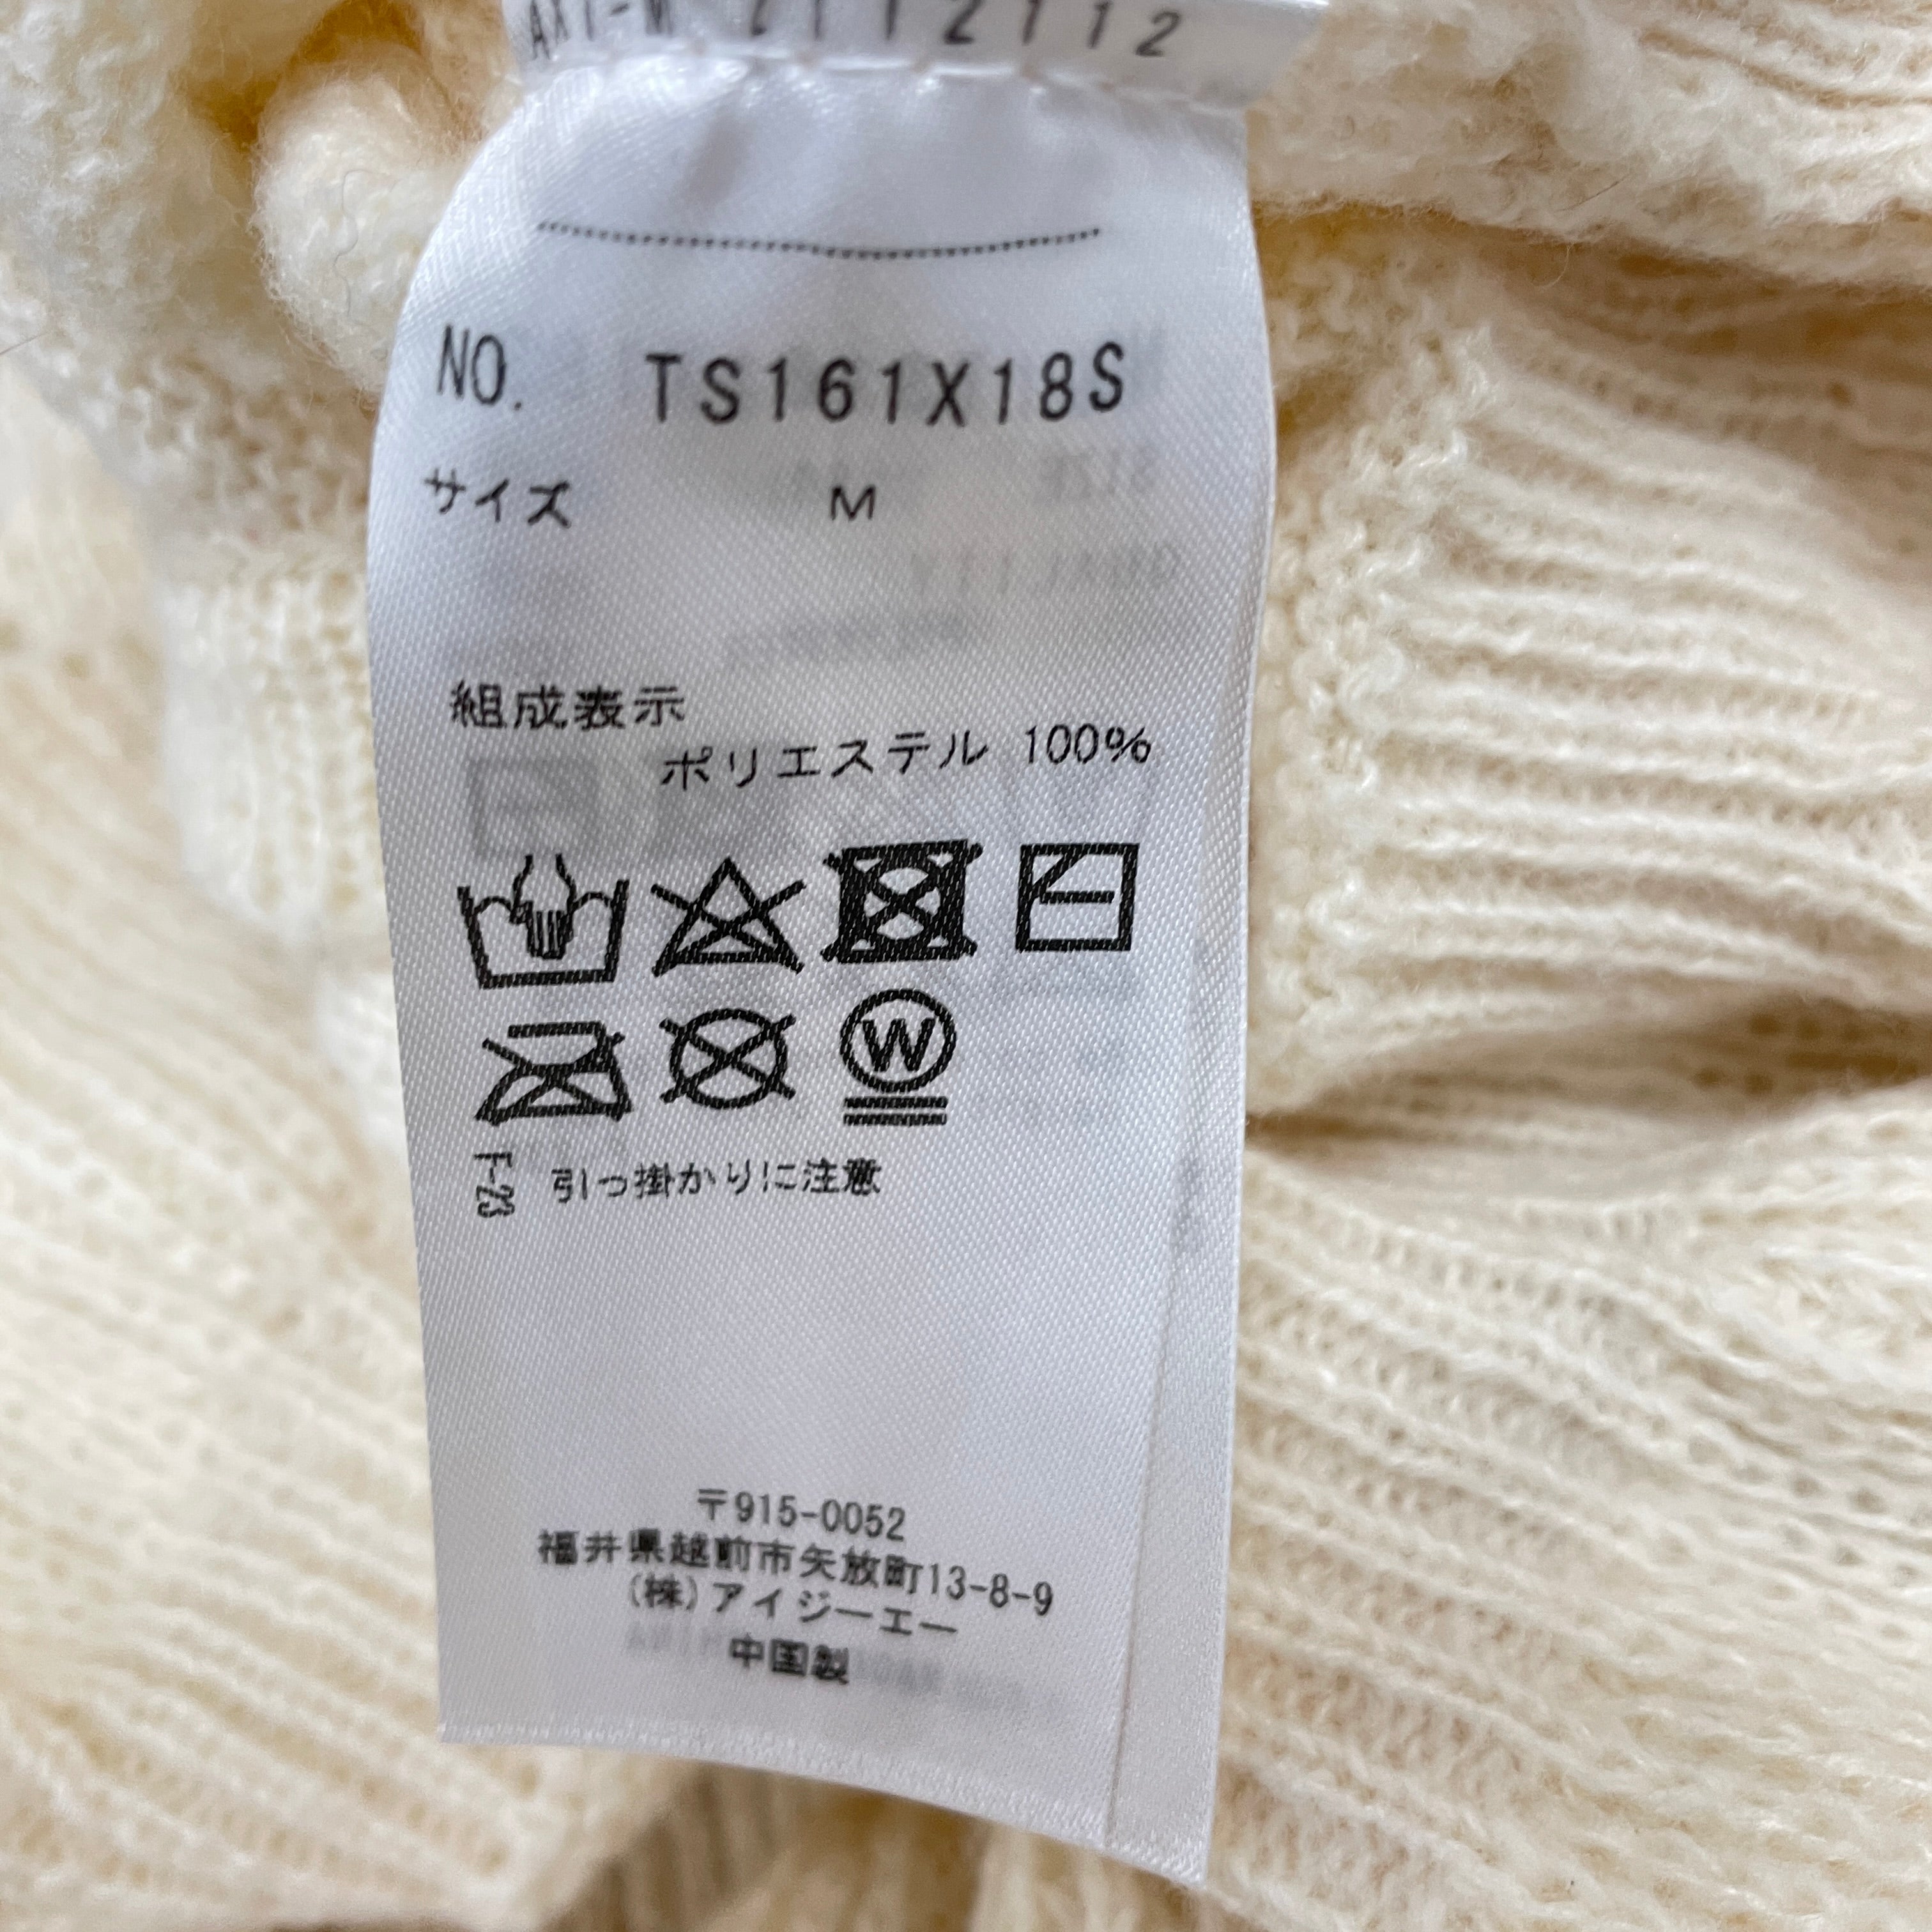 2112112
NO. TS161X18S
サイズ M
組成表示
ポリエステル 100%
W
F-23 引っ掛かりに注意
〒915-0052
福井県越前市矢放町13-8-9
(株)アイジーエー
中国製